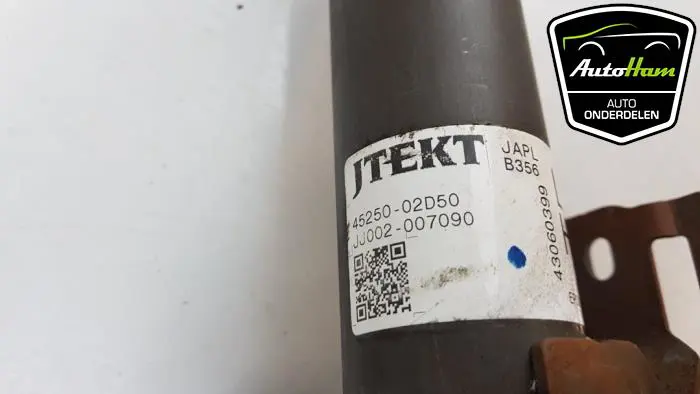 AutoHam
AUTO
ONDERDELEN
JTEKT
JAPL
B356
45250-02D50
JJ002-007090
43060399